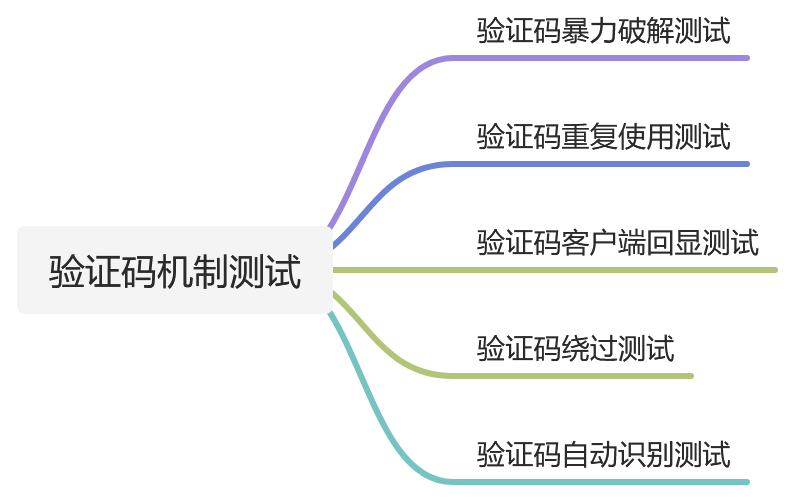 验证码暴力破解测试
验证码重复使用测试
验证码客户端回显测试
验证码机制测试
验证码绕过测试
验证码自动识别测试